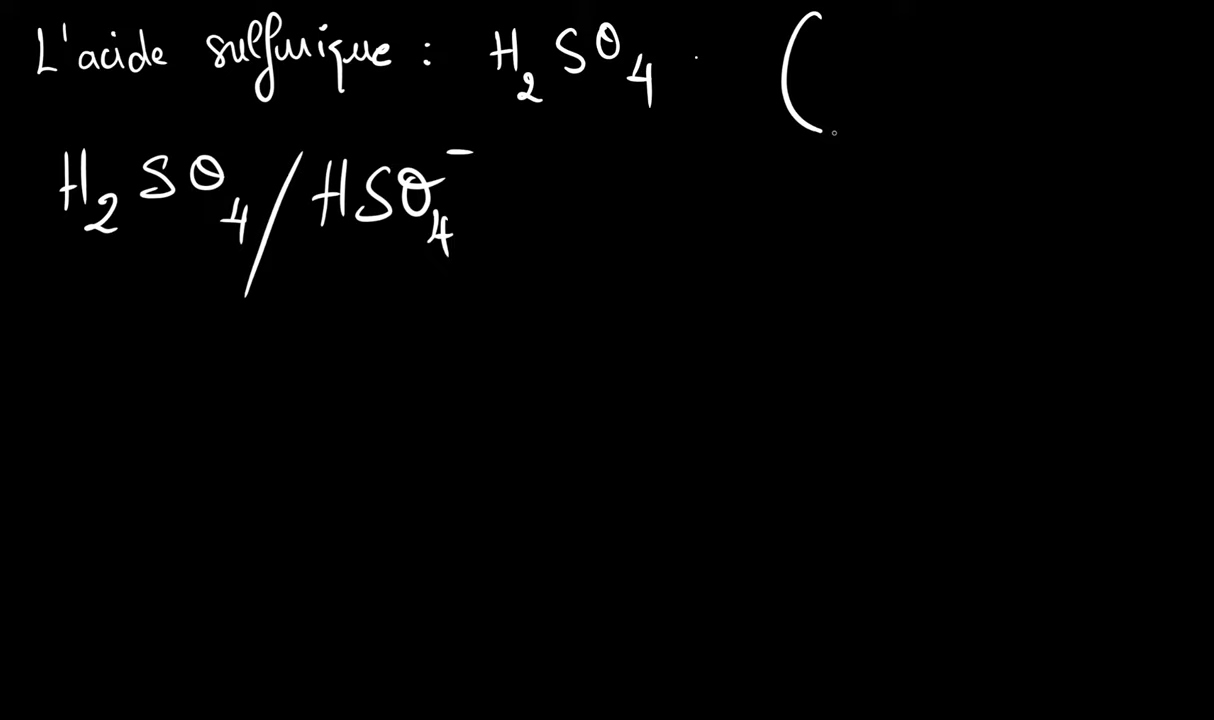 L'acide sulfurique : H₂SO₄ . (
H₂SO₄/HSO₄⁻